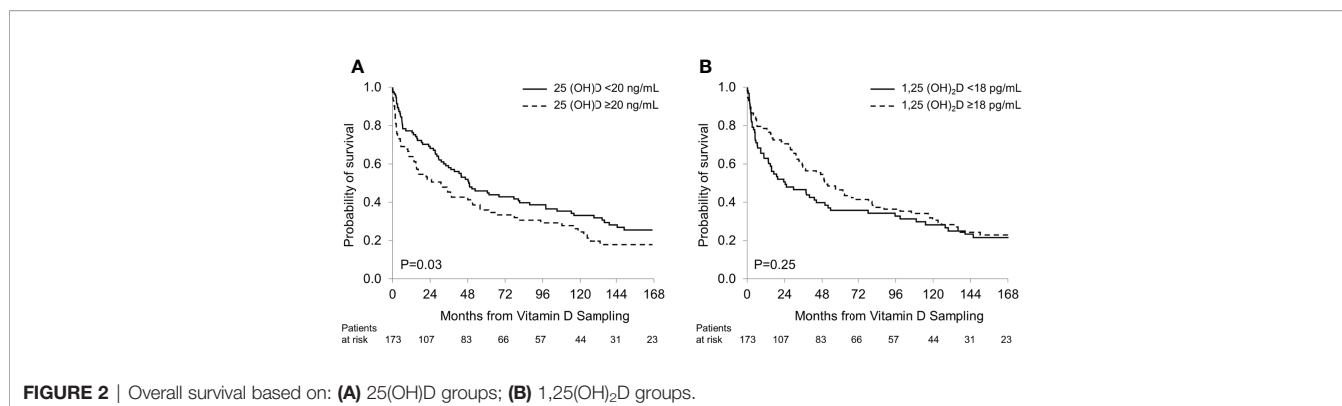 A
25 (OH)D <20 ng/mL
25 (OH)D ≥20 ng/mL
Probability of survival
1.0
0.8
0.6
0.4
0.2
0.0
P=0.03
0 24 48 72 96 120 144 168
Months from Vitamin D Sampling
Patients
at risk 173 107 83 66 57 44 31 23
B
1,25 (OH)₂D <18 pg/mL
1,25 (OH)₂D ≥18 pg/mL
Probability of survival
1.0
0.8
0.6
0.4
0.2
0.0
P=0.25
0 24 48 72 96 120 144 168
Months from Vitamin D Sampling
Patients
at risk 173 107 83 66 57 44 31 23
FIGURE 2 | Overall survival based on: (A) 25(OH)D groups; (B) 1,25(OH)₂D groups.